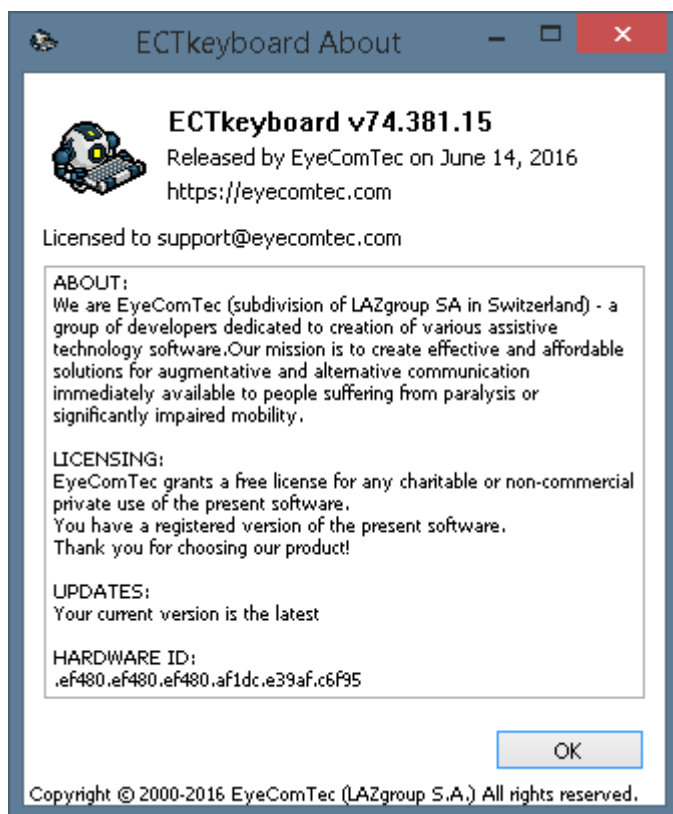 ECTkeyboard About
ECTkeyboard v74.381.15
Released by EyeComTec on June 14, 2016
https://eyecomtec.com
Licensed to support@eyecomtec.com
ABOUT:
We are EyeComTec (subdivision of LAZgroup SA in Switzerland) - a
group of developers dedicated to creation of various assistive
technology software.Our mission is to create effective and affordable
solutions for augmentative and alternative communication
immediately available to people suffering from paralysis or
significantly impaired mobility.
LICENSING:
EyeComTec grants a free license for any charitable or non-commercial
private use of the present software.
You have a registered version of the present software.
Thank you for choosing our product!
UPDATES:
Your current version is the latest
HARDWARE ID:
.ef480.ef480.ef480.af1dc.e39af.c6f95
OK
Copyright © 2000-2016 EyeComTec (LAZgroup S.A.) All rights reserved.